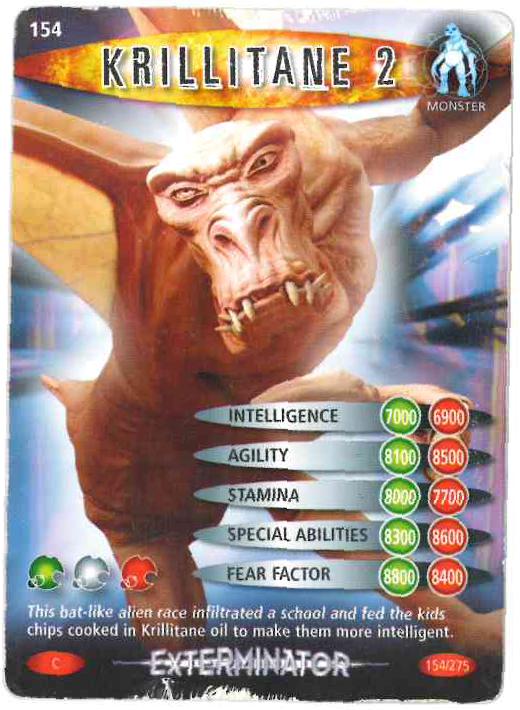 154
KRILLITANE 2
MONSTER
INTELLIGENCE 7000 6900
AGILITY 8100 8500
STAMINA 8000 7700
SPECIAL ABILITIES 8300 8600
FEAR FACTOR 8800 8400
This bat-like alien race infiltrated a school and fed the kids
chips cooked in Krillitane oil to make them more intelligent.
C EXTERMINATOR 154/275